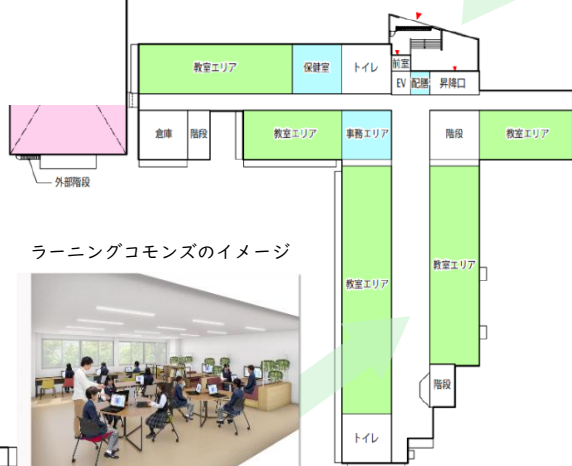 前室
教室エリア
保健室
トイレ
EV
配膳
昇降口
倉庫
階段
教室エリア
事務エリア
階段
教室エリア
外部階段
ラーニングコモンズのイメージ
教室エリア
教室エリア
階段
トイレ